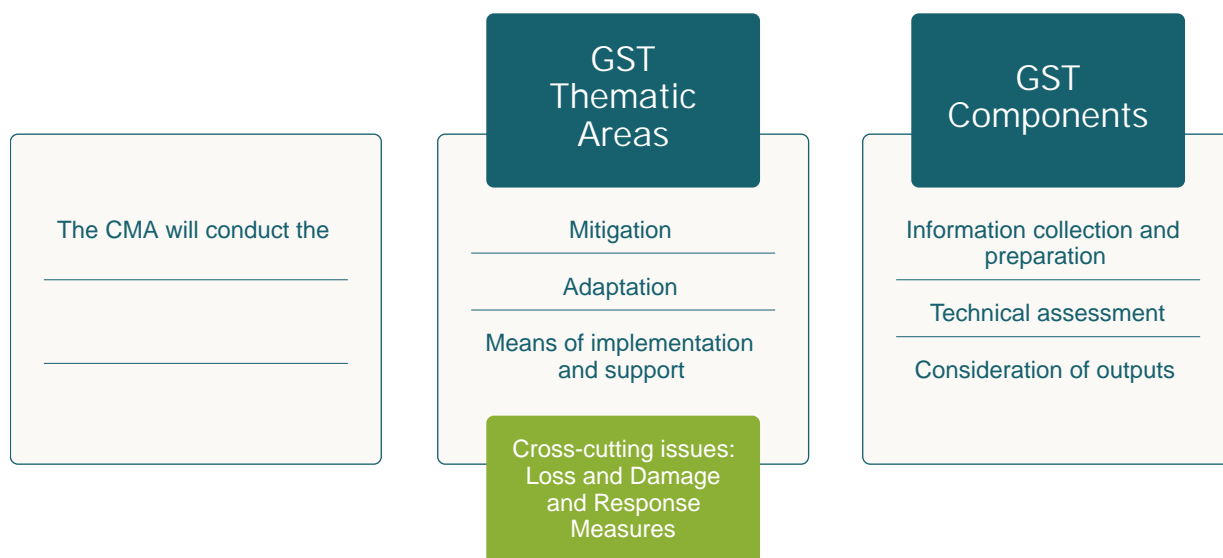 The CMA will conduct the
GST
Thematic
Areas
Mitigation
Adaptation
Means of implementation
and support
Cross-cutting issues:
Loss and Damage
and Response
Measures
GST
Components
Information collection and
preparation
Technical assessment
Consideration of outputs